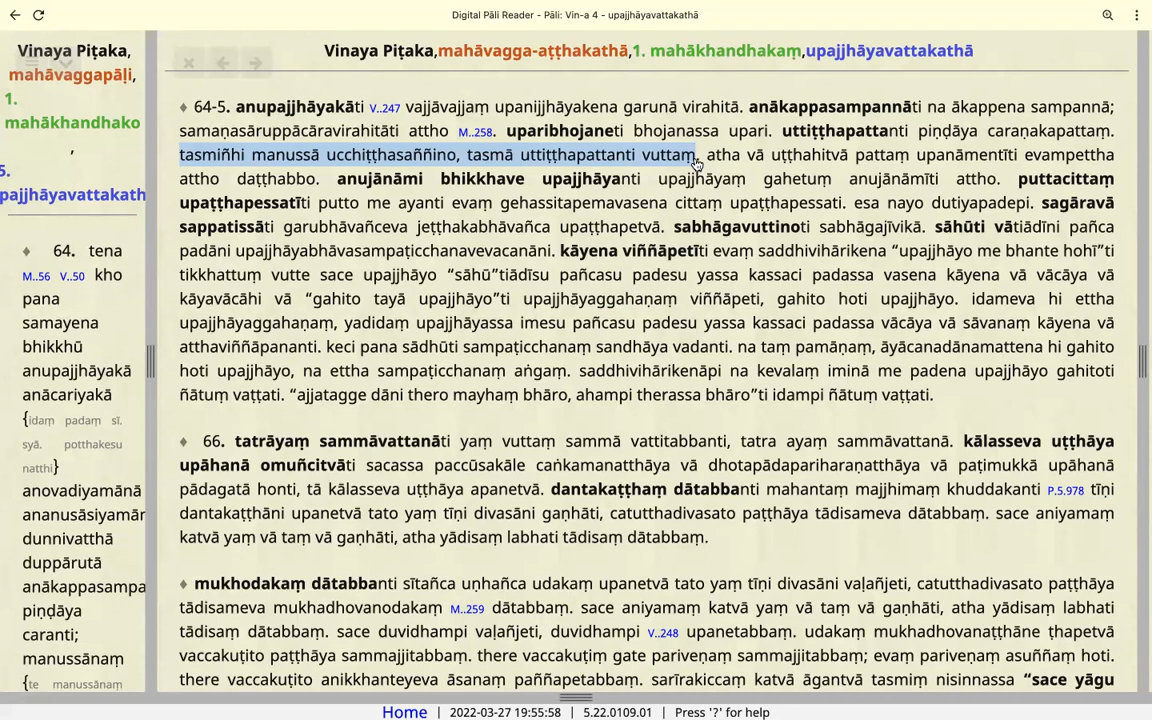 Digital Pāli Reader - Pāli: Vin-a 4 - upajjhāyavattakathā
Vinaya Piṭaka,
mahāvaggapāḷi,
1.
mahākhandhako
,
5.
pajjhāyavattakath
♦ 64. tena
M..56 V..50 kho
pana
samayena
bhikkhū
anupajjhāyakā
anācariyakā
{idaṃ padaṃ sī.
syā. potthakesu
natthi}
anovadiyamānā
ananusāsiyamān
dunnivatthā
duppārutā
anākappasampa
piṇḍāya
caranti;
manussānaṃ
{te manussānaṃ
Vinaya Piṭaka,mahāvagga-aṭṭhakathā,1. mahākhandhakaṃ,upajjhāyavattakathā
♦ 64-5. anupajjhāyakāti V..247 vajjāvajjaṃ upanijjhāyakena garunā virahitā. anākappasampannāti na ākappena sampannā;
samaṇasāruppācāravirahitāti attho M..258. uparibhojaneti bhojanassa upari. uttiṭṭhapattanti piṇḍāya caraṇakapattaṃ.
tasmiñhi manussā ucchiṭṭhasaññino, tasmā uttiṭṭhapattanti vuttaṃ. atha vā uṭṭhahitvā pattaṃ upanāmentīti evampettha
attho daṭṭhabbo. anujānāmi bhikkhave upajjhāyanti upajjhāyaṃ gahetuṃ anujānāmīti attho. puttacittaṃ
upaṭṭhapessatīti putto me ayanti evaṃ gehassitapemavasena cittaṃ upaṭṭhapessati. esa nayo dutiyapadepi. sagāravā
sappatissāti garubhāvañceva jeṭṭhakabhāvañca upaṭṭhapetvā. sabhāgavuttinoti sabhāgajīvikā. sāhūti vātiādīni pañca
padāni upajjhāyabhāvasampaṭicchanavevacanāni. kāyena viññāpetīti evaṃ saddhivihārikena “upajjhāyo me bhante hohī”ti
tikkhattuṃ vutte sace upajjhāyo “sāhū”tiādīsu pañcasu padesu yassa kassaci padassa vasena kāyena vā vācāya vā
kāyavācāhi vā “gahito tayā upajjhāyo”ti upajjhāyaggahaṇaṃ viññāpeti, gahito hoti upajjhāyo. idameva hi ettha
upajjhāyaggahaṇaṃ, yadidaṃ upajjhāyassa imesu pañcasu padesu yassa kassaci padassa vācāya vā sāvanaṃ kāyena vā
atthaviññāpananti. keci pana sādhūti sampaṭicchanaṃ sandhāya vadanti. na taṃ pamāṇaṃ, āyācanadānamattena hi gahito
hoti upajjhāyo, na ettha sampaṭicchanaṃ aṅgaṃ. saddhivihārikenāpi na kevalaṃ iminā me padena upajjhāyo gahitoti
ñātuṃ vaṭṭati. “ajjatagge dāni thero mayhaṃ bhāro, ahampi therassa bhāro”ti idampi ñātuṃ vaṭṭati.
♦ 66. tatrāyaṃ sammāvattanāti yaṃ vuttaṃ sammā vattitabbanti, tatra ayaṃ sammāvattanā. kālasseva uṭṭhāya
upāhanā omuñcitvāti sacassa paccūsakāle caṅkamanatthāya vā dhotapādapariharaṇatthāya vā paṭimukkā upāhanā
pādagatā honti, tā kālasseva uṭṭhāya apanetvā. dantakaṭṭhaṃ dātabbanti mahantaṃ majjhimaṃ khuddakanti P.5.978 tīṇi
dantakaṭṭhāni upanetvā tato yaṃ tīṇi divasāni gaṇhāti, catutthadivasato paṭṭhāya tādisameva dātabbaṃ. sace aniyamaṃ
katvā yaṃ vā taṃ vā gaṇhāti, atha yādisaṃ labhati tādisaṃ dātabbaṃ.
♦ mukhodakaṃ dātabbanti sītañca uṇhañca udakaṃ upanetvā tato yaṃ tīṇi divasāni vaḷañjeti, catutthadivasato paṭṭhāya
tādisameva mukhadhovanodakaṃ M..259 dātabbaṃ. sace aniyamaṃ katvā yaṃ vā taṃ vā gaṇhāti, atha yādisaṃ labhati
tādisaṃ dātabbaṃ. sace duvidhampi vaḷañjeti, duvidhampi V..248 upanetabbaṃ. udakaṃ mukhadhovanaṭṭhāne ṭhapetvā
vaccakuṭito paṭṭhāya sammajjitabbaṃ. there vaccakuṭiṃ gate pariveṇaṃ sammajjitabbaṃ; evaṃ pariveṇaṃ asuññaṃ hoti.
there vaccakuṭito anikkhanteyeva āsanaṃ paññapetabbaṃ. sarīrakiccaṃ katvā āgantvā tasmiṃ nisinnassa “sace yāgu
Home | 2022-03-27 19:55:58 | 5.22.0109.01 | Press '?' for help